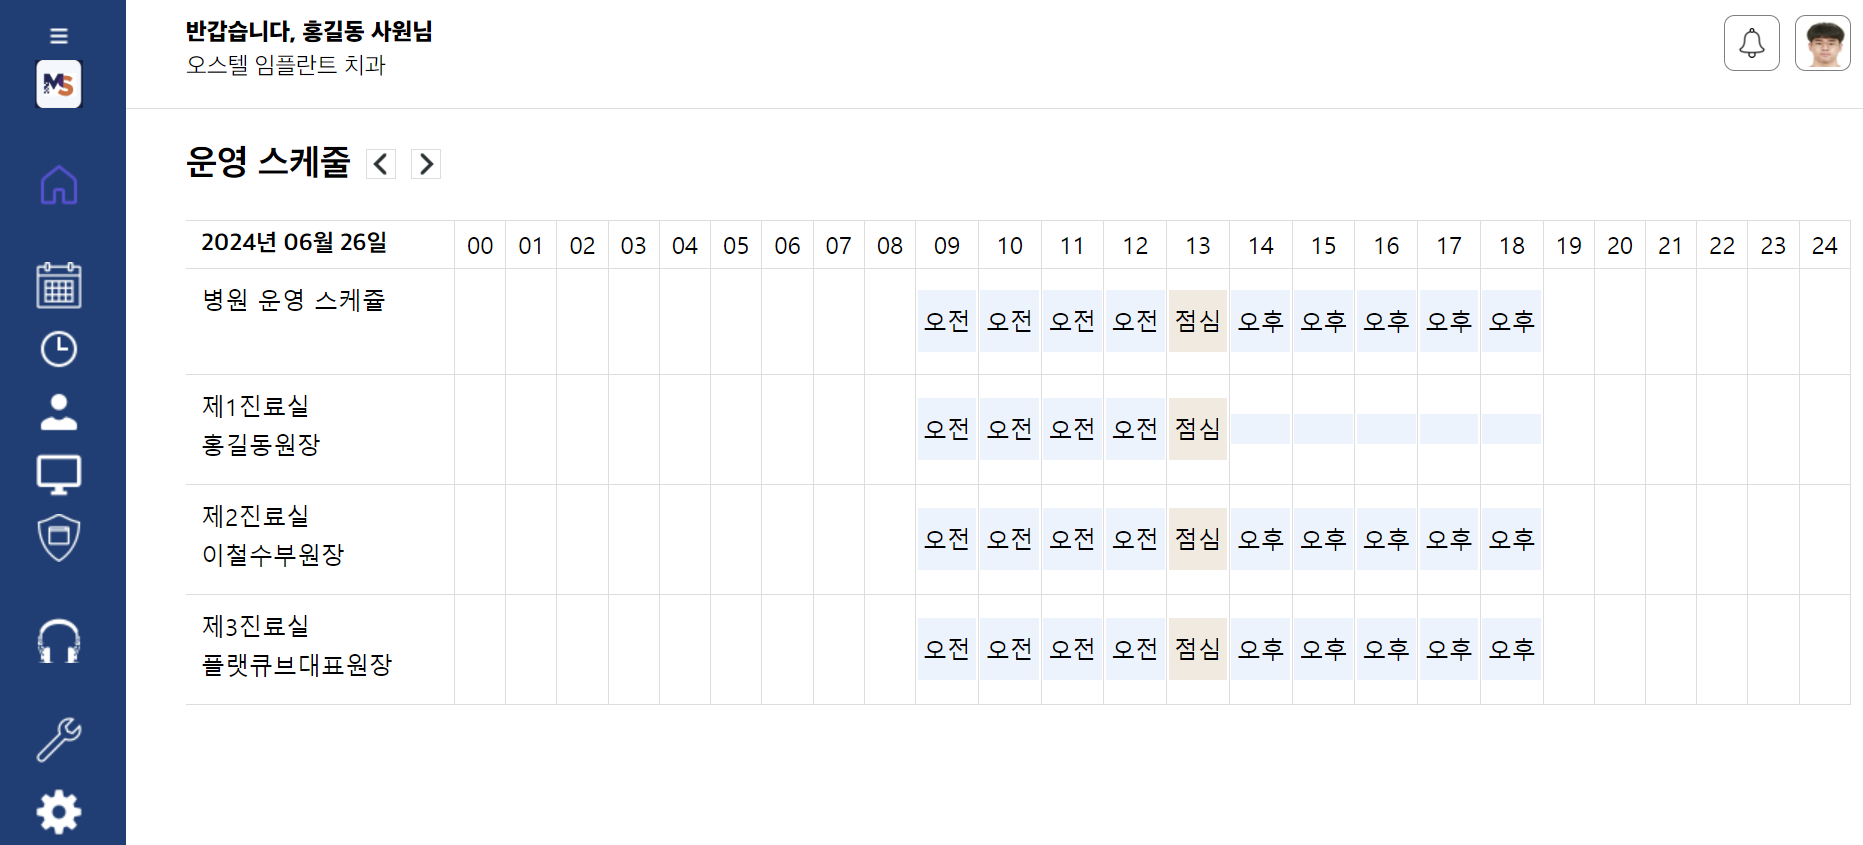 반갑습니다, 홍길동 사원님
오스텔 임플란트 치과
MS
운영 스케줄
2024년 06월 26일 00 01 02 03 04 05 06 07 08 09 10 11 12 13 14 15 16 17 18 19 20 21 22 23 24
병원 운영 스케쥴
오전 오전 오전 오전 점심 오후 오후 오후 오후 오후
제1진료실
홍길동원장
오전 오전 오전 오전 점심
제2진료실
이철수부원장
오전 오전 오전 오전 점심 오후 오후 오후 오후 오후
제3진료실
플랫큐브대표원장
오전 오전 오전 오전 점심 오후 오후 오후 오후 오후